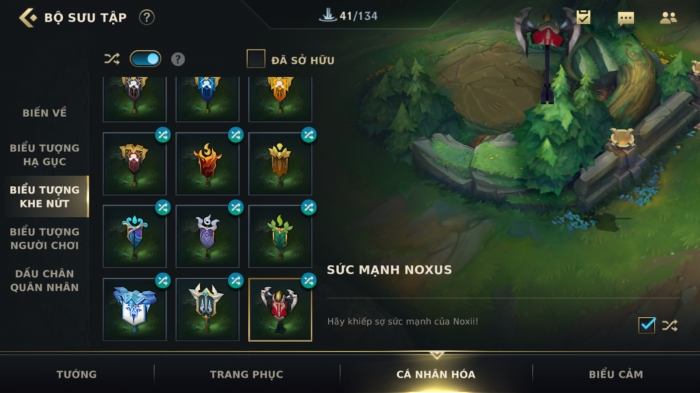 BỘ SƯU TẬP ?
41/134
? ĐÃ SỞ HỮU
BIẾN VỀ
BIỂU TƯỢNG
HẠ GỤC
BIỂU TƯỢNG
KHE NỨT
BIỂU TƯỢNG
NGƯỜI CHƠI
DẤU CHÂN
QUÂN NHÂN
SỨC MẠNH NOXUS
Hãy khiếp sợ sức mạnh của Noxii!
TƯỚNG
TRANG PHỤC
CÁ NHÂN HÓA
BIỂU CẢM